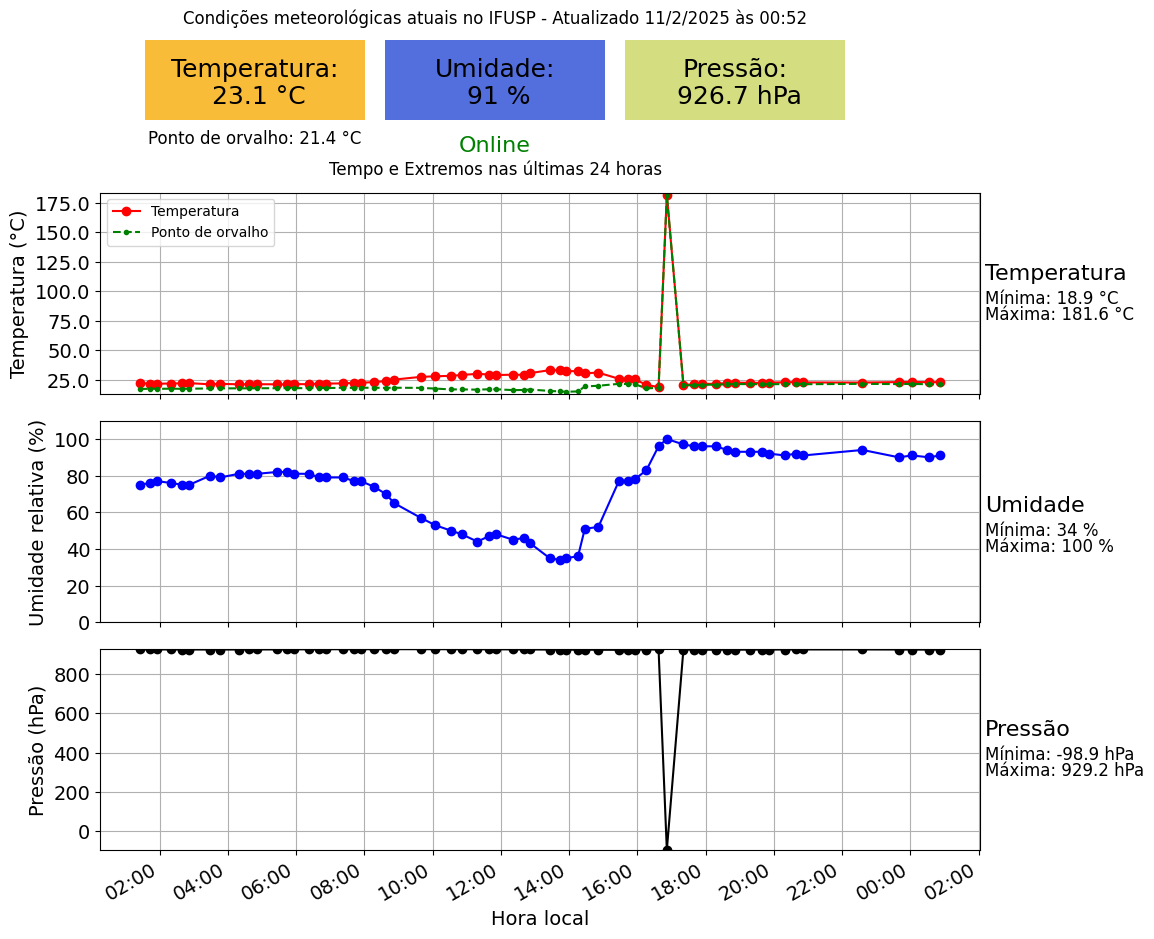 Condições meteorológicas atuais no IFUSP - Atualizado 11/2/2025 às 00:52
Temperatura:
23.1 °C
Umidade:
91 %
Pressão:
926.7 hPa
Ponto de orvalho: 21.4 °C
Online
Tempo e Extremos nas últimas 24 horas
Temperatura (°C)
175.0
150.0
125.0
100.0
75.0
50.0
25.0
Temperatura
Ponto de orvalho
Temperatura
Mínima: 18.9 °C
Máxima: 181.6 °C
Umidade relativa (%)
100
80
60
40
20
0
Umidade
Mínima: 34 %
Máxima: 100 %
Pressão (hPa)
800
600
400
200
0
Pressão
Mínima: -98.9 hPa
Máxima: 929.2 hPa
02:00 04:00 06:00 08:00 10:00 12:00 14:00 16:00 18:00 20:00 22:00 00:00 02:00
Hora local